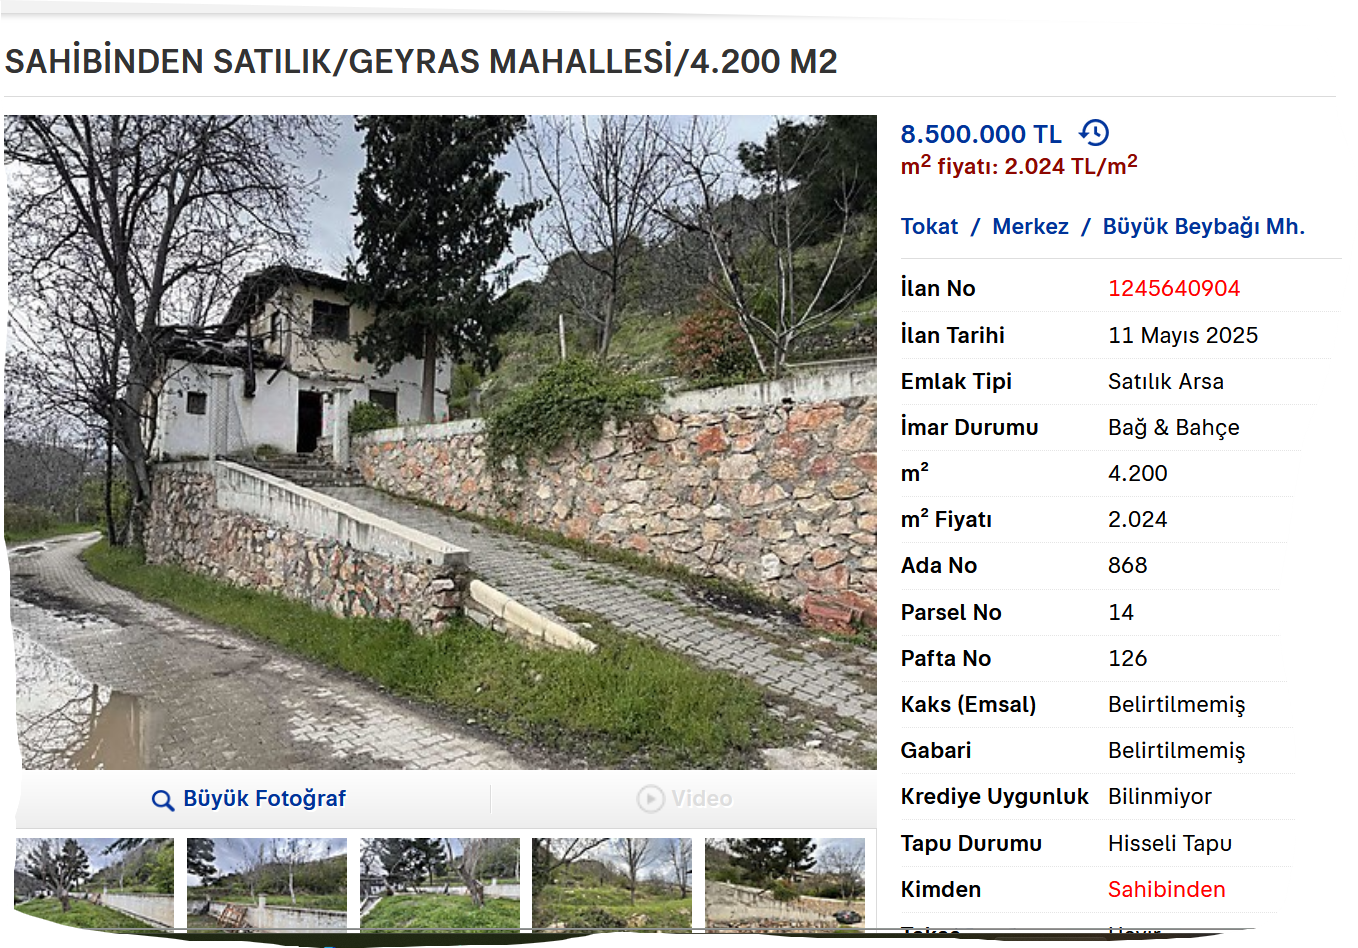 SAHİBİNDEN SATILIK/GEYRAS MAHALLESİ/4.200 M2
8.500.000 TL
m² fiyatı: 2.024 TL/m²
Tokat / Merkez / Büyük Beybağı Mh.
İlan No 1245640904
İlan Tarihi 11 Mayıs 2025
Emlak Tipi Satılık Arsa
İmar Durumu Bağ & Bahçe
m² 4.200
m² Fiyatı 2.024
Ada No 868
Parsel No 14
Pafta No 126
Kaks (Emsal) Belirtilmemiş
Gabari Belirtilmemiş
Krediye Uygunluk Bilinmiyor
Tapu Durumu Hisseli Tapu
Kimden Sahibinden
Büyük Fotoğraf
Video